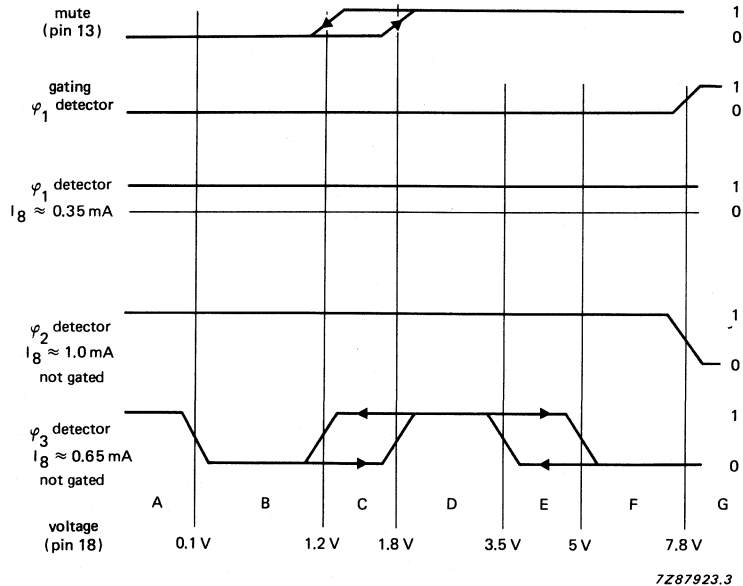 mute
(pin 13)
1
0
gating
φ1 detector
1
0
φ1 detector
I8 ≈ 0.35 mA
1
0
φ2 detector
I8 ≈ 1.0 mA
not gated
1
0
φ3 detector
I8 ≈ 0.65 mA
not gated
1
0
A B C D E F G
voltage
(pin 18)
0.1 V 1.2 V 1.8 V 3.5 V 5 V 7.8 V
7Z87923.3